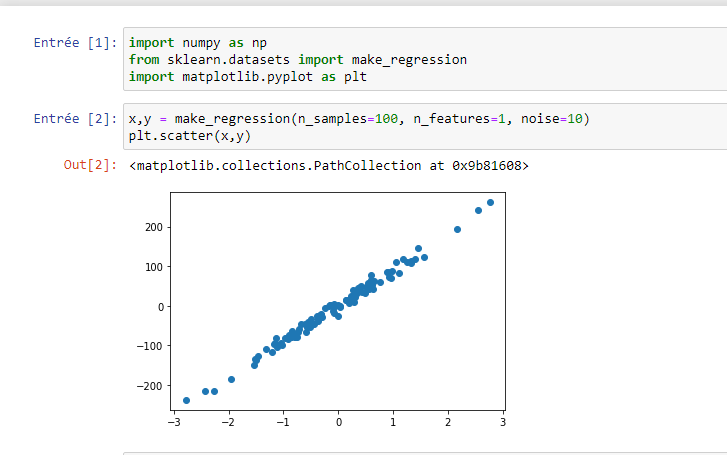 Entrée [1]: import numpy as np
from sklearn.datasets import make_regression
import matplotlib.pyplot as plt
Entrée [2]: x,y = make_regression(n_samples=100, n_features=1, noise=10)
plt.scatter(x,y)
Out[2]: <matplotlib.collections.PathCollection at 0x9b81608>
200
100
0
−100
−200
−3 −2 −1 0 1 2 3